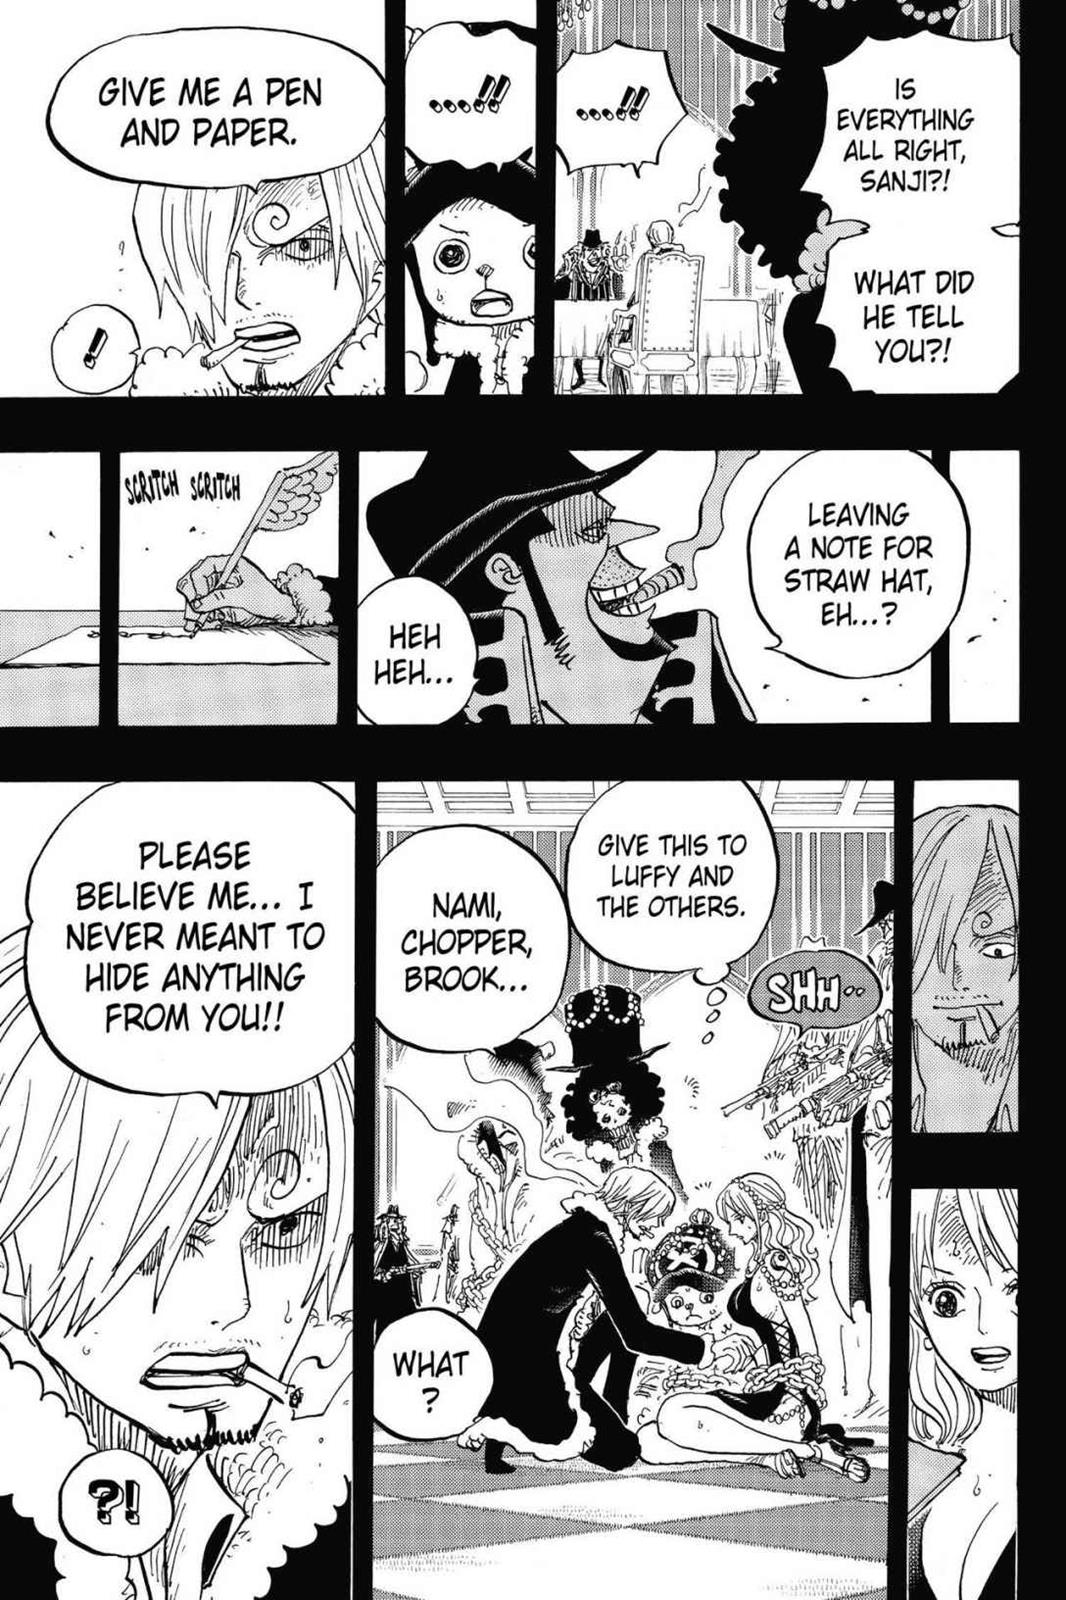 IS
EVERYTHING
ALL RIGHT,
SANJI?!
WHAT DID
HE TELL
YOU?!
...!!
...!!
GIVE ME A PEN
AND PAPER.
!
LEAVING
A NOTE FOR
STRAW HAT,
EH...?
HEH
HEH...
SCRITCH SCRITCH
GIVE THIS TO
LUFFY AND
THE OTHERS.
SHH..
NAMI,
CHOPPER,
BROOK...
WHAT
?
PLEASE
BELIEVE ME... I
NEVER MEANT TO
HIDE ANYTHING
FROM YOU!!
?!